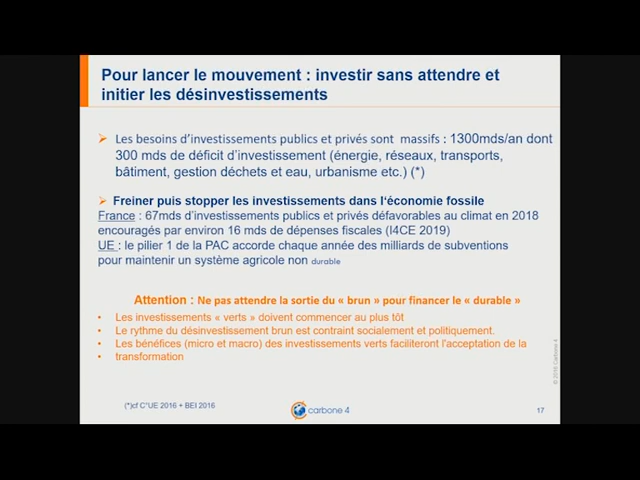 Pour lancer le mouvement : investir sans attendre et
initier les désinvestissements
➢ Les besoins d'investissements publics et privés sont massifs : 1300mds/an dont
300 mds de déficit d'investissement (énergie, réseaux, transports,
bâtiment, gestion déchets et eau, urbanisme etc.) (*)
➢ Freiner puis stopper les investissements dans l'économie fossile
France : 67mds d'investissements publics et privés défavorables au climat en 2018
encouragés par environ 16 mds de dépenses fiscales (I4CE 2019)
UE : le pilier 1 de la PAC accorde chaque année des milliards de subventions
pour maintenir un système agricole non durable
Attention : Ne pas attendre la sortie du « brun » pour financer le « durable »
• Les investissements « verts » doivent commencer au plus tôt
• Le rythme du désinvestissement brun est contraint socialement et politiquement.
• Les bénéfices (micro et macro) des investissements verts faciliteront l'acceptation de la
• transformation
(*)cf C°UE 2016 + BEI 2016
carbone 4
17